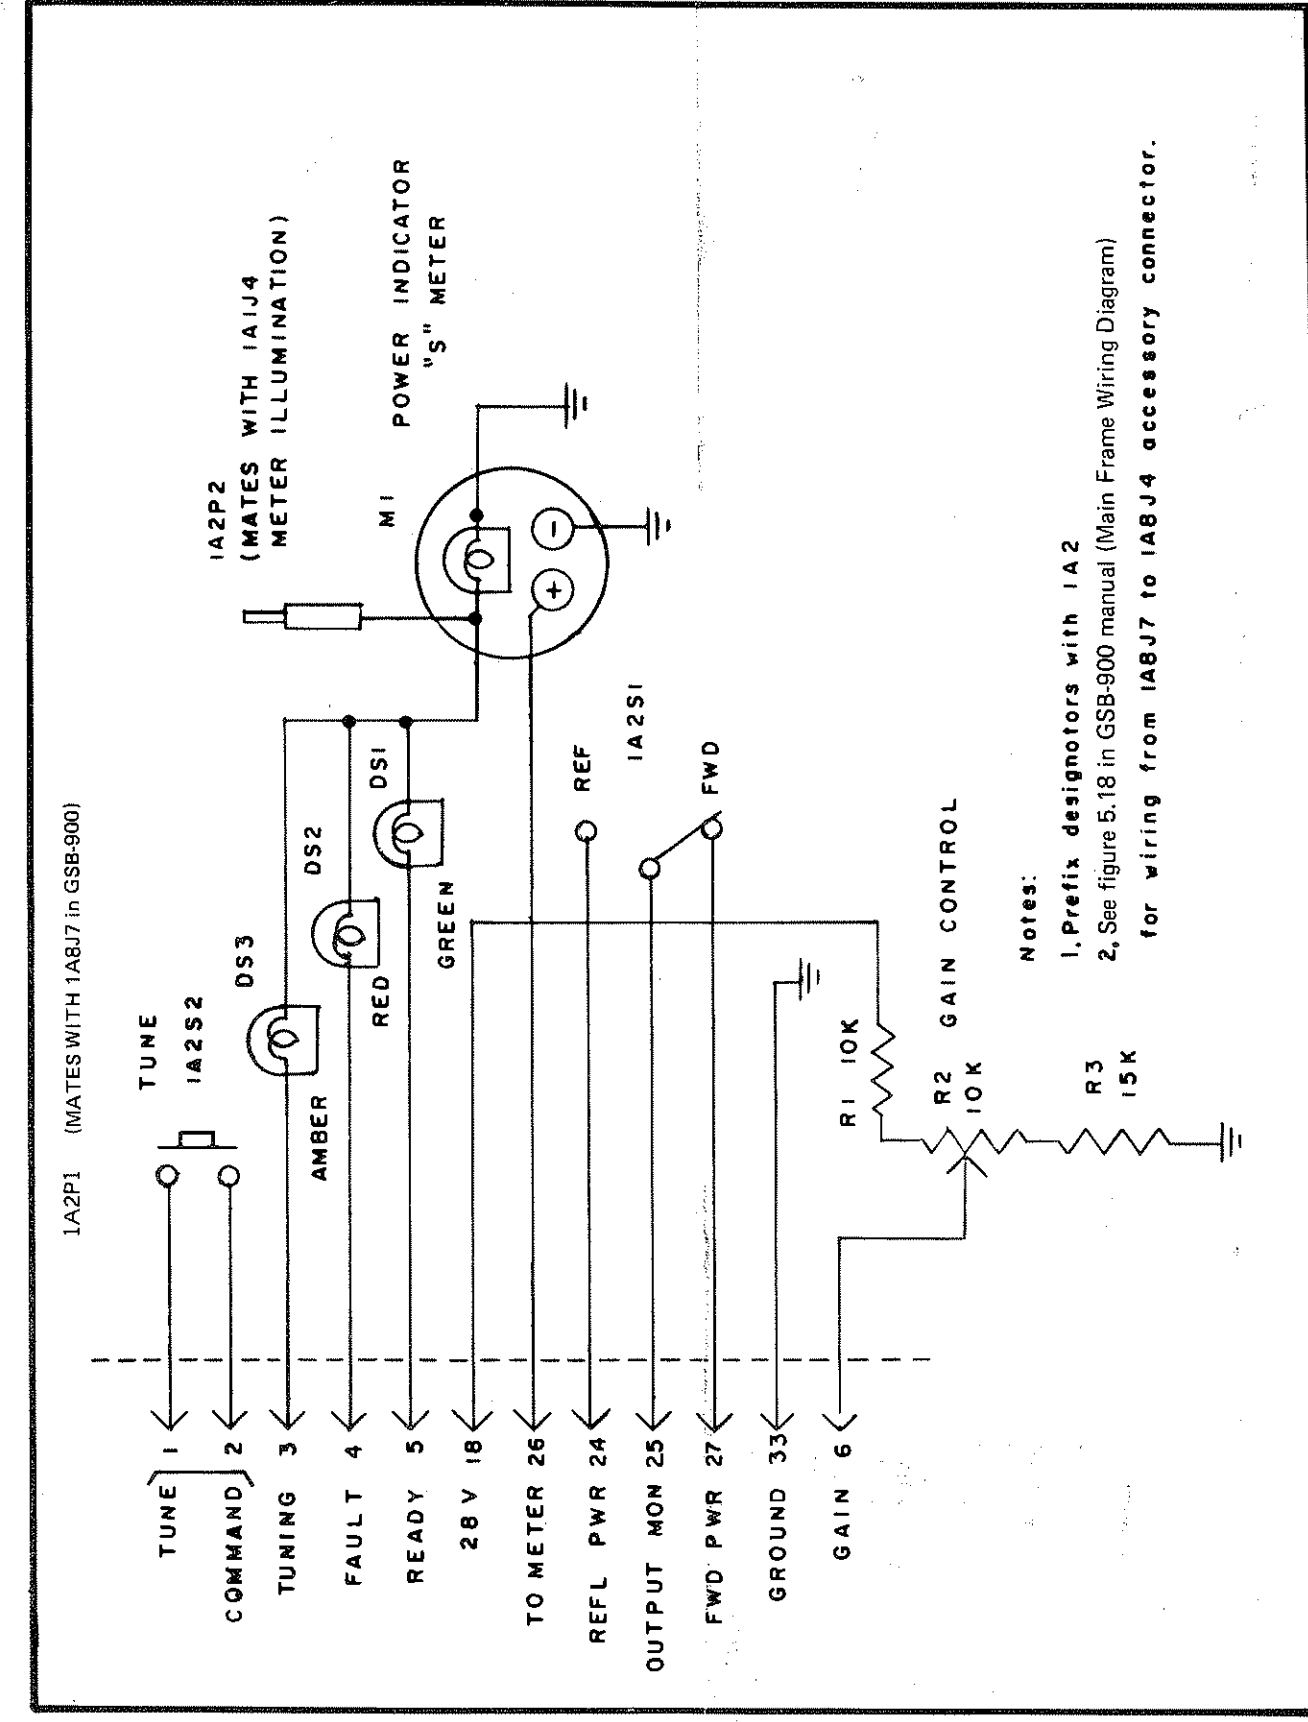 1A2P1 (MATES WITH 1A8J7 in GSB-900)
TUNE
1A2S2
1A2P2
(MATES WITH 1A1J4
METER ILLUMINATION)
DS3
AMBER
DS2
RED
DS1
GREEN
M1
POWER INDICATOR
"S" METER
REF
1A2S1
FWD
TUNE 1
COMMAND 2
TUNING 3
FAULT 4
READY 5
28V 18
TO METER 26
REFL PWR 24
OUTPUT MON 25
FWD PWR 27
GROUND 33
GAIN 6
R1 10K
R2
10K
GAIN CONTROL
R3
15K
+
-
Notes:
1. Prefix designotors with 1A2
2. See figure 5.18 in GSB-900 manual (Main Frame Wiring Diagram)
for wiring from 1A8J7 to 1A8J4 accessory connector.